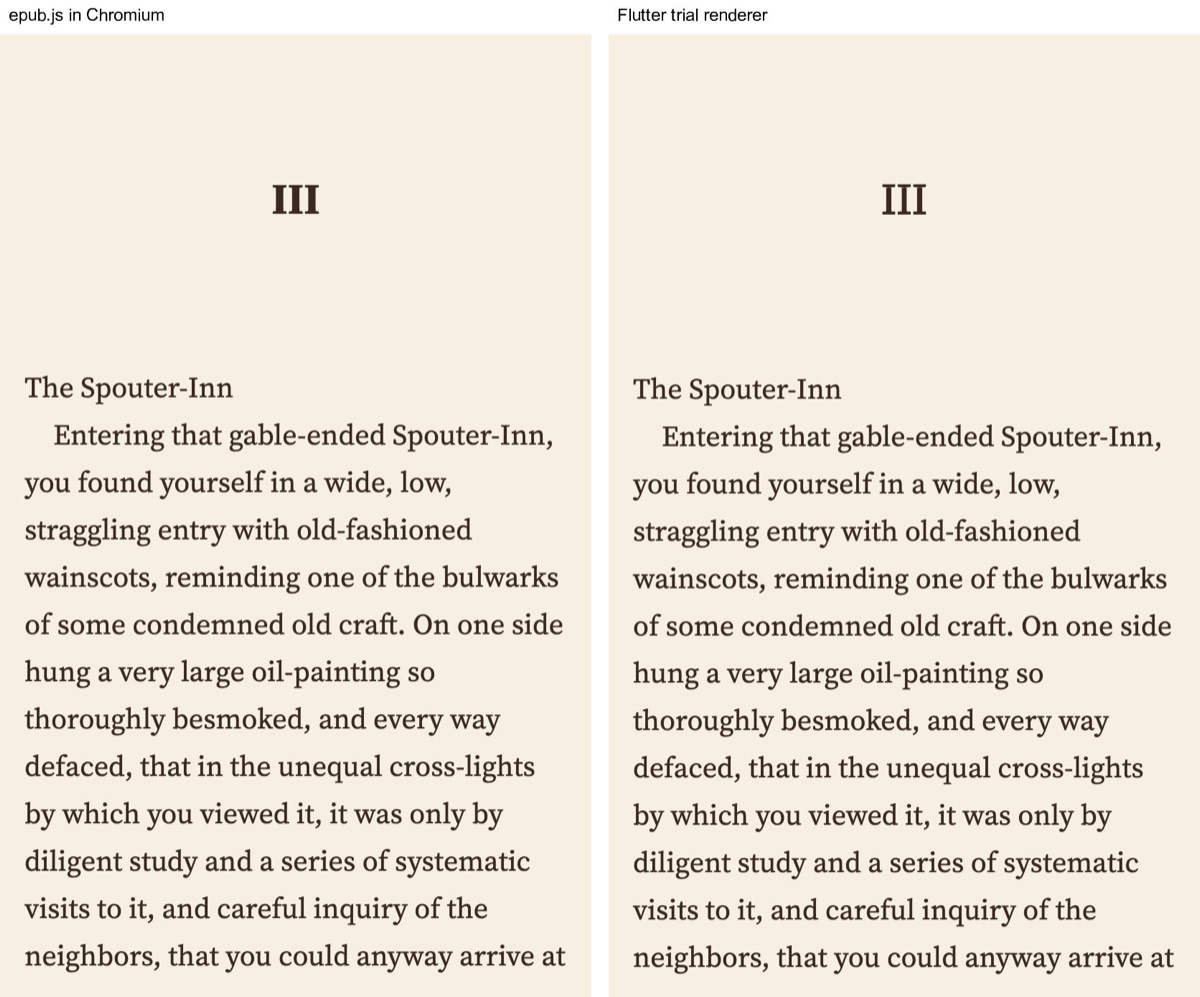 epub.js in Chromium
III
The Spouter-Inn
Entering that gable-ended Spouter-Inn,
you found yourself in a wide, low,
straggling entry with old-fashioned
wainscots, reminding one of the bulwarks
of some condemned old craft. On one side
hung a very large oil-painting so
thoroughly besmoked, and every way
defaced, that in the unequal cross-lights
by which you viewed it, it was only by
diligent study and a series of systematic
visits to it, and careful inquiry of the
neighbors, that you could anyway arrive at
Flutter trial renderer
III
The Spouter-Inn
Entering that gable-ended Spouter-Inn,
you found yourself in a wide, low,
straggling entry with old-fashioned
wainscots, reminding one of the bulwarks
of some condemned old craft. On one side
hung a very large oil-painting so
thoroughly besmoked, and every way
defaced, that in the unequal cross-lights
by which you viewed it, it was only by
diligent study and a series of systematic
visits to it, and careful inquiry of the
neighbors, that you could anyway arrive at